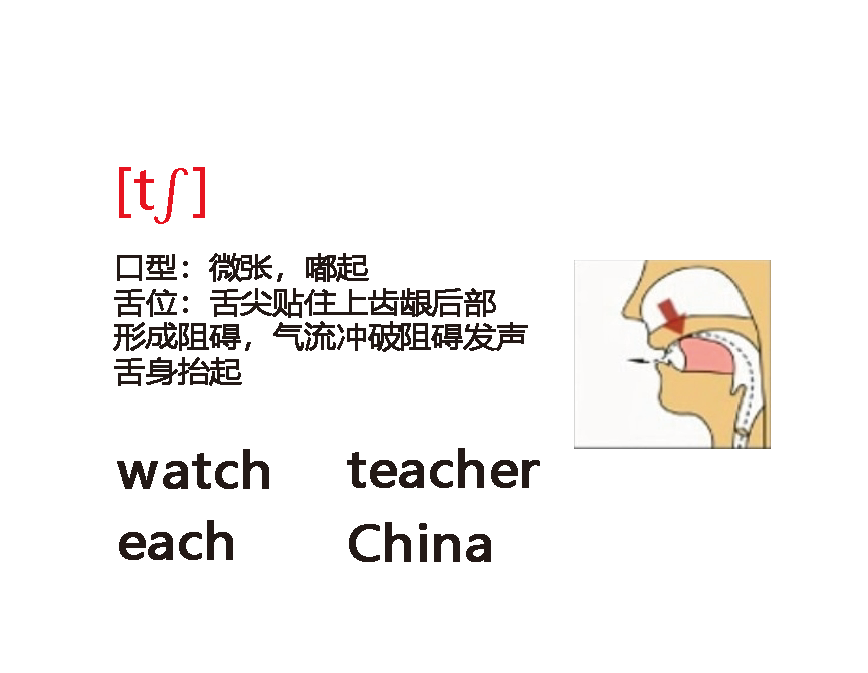 [tʃ]
口型：微张，嘟起
舌位：舌尖贴住上齿龈后部
形成阻碍，气流冲破阻碍发声
舌身抬起
watch teacher
each China